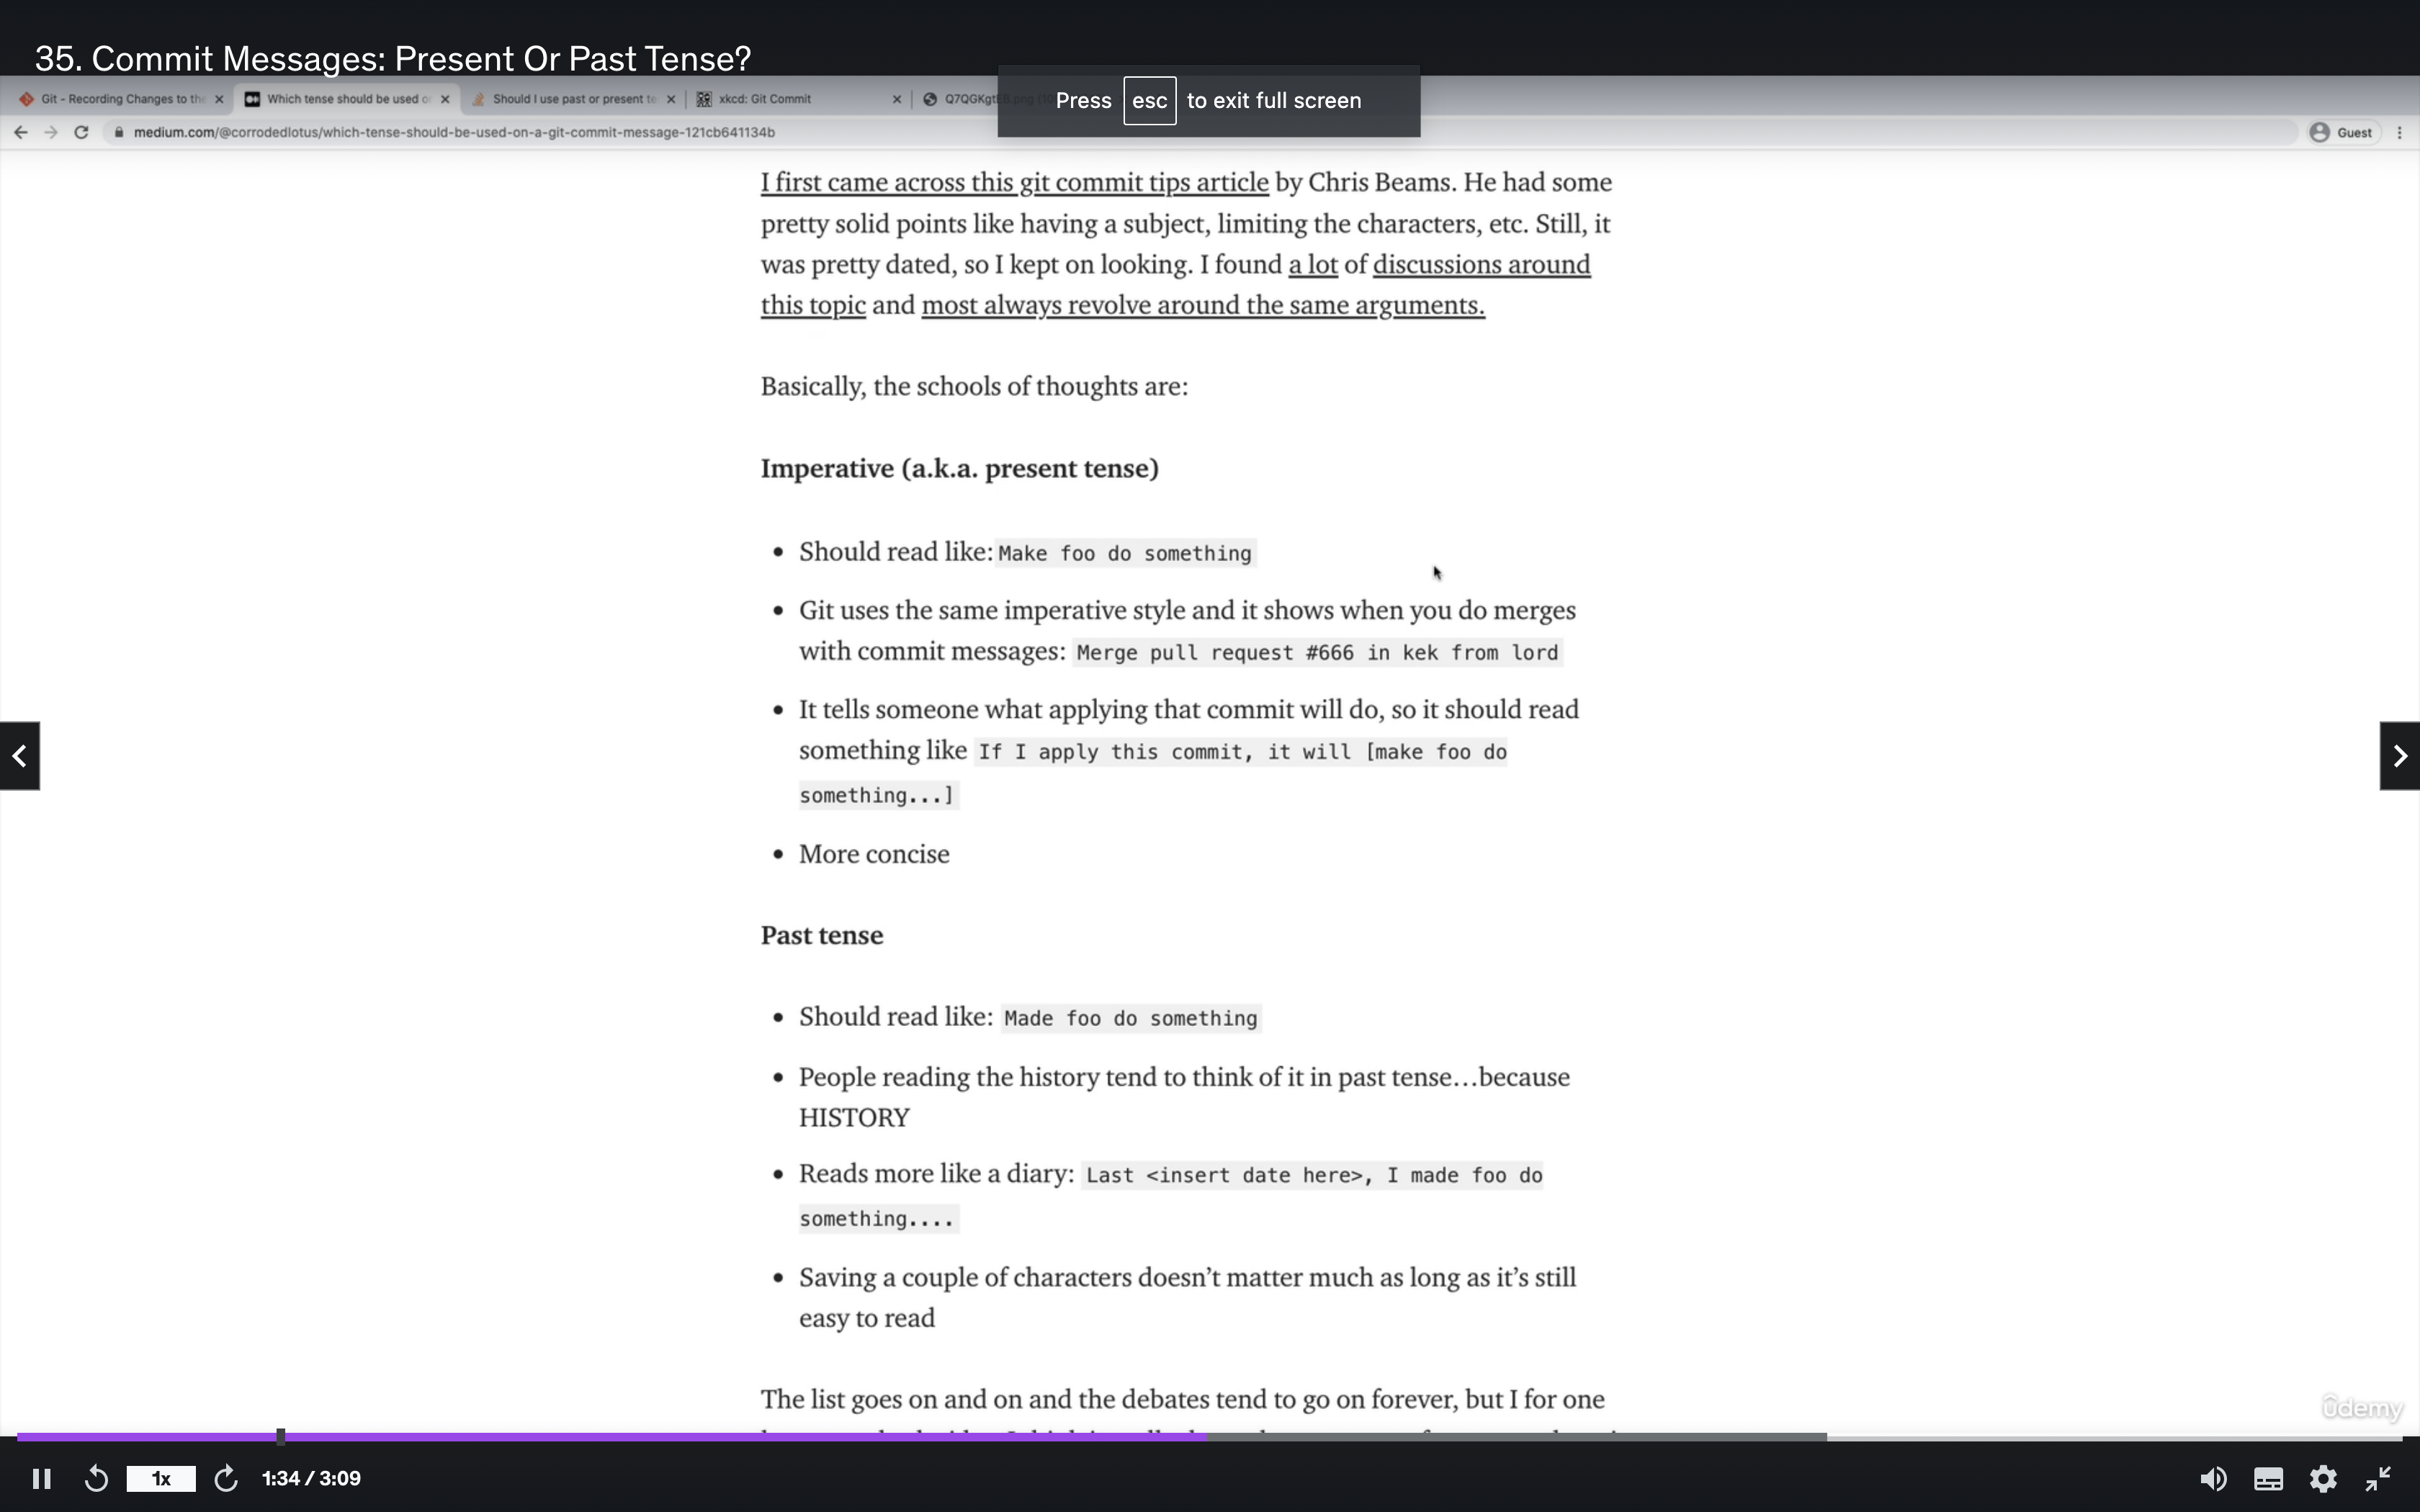 35. Commit Messages: Present Or Past Tense?
Git - Recording Changes to the
Which tense should be used o
Should I use past or present te
xkcd: Git Commit
Press esc to exit full screen
medium.com/@corrodedlotus/which-tense-should-be-used-on-a-git-commit-message-121cb641134b
Guest
I first came across this git commit tips article by Chris Beams. He had some
pretty solid points like having a subject, limiting the characters, etc. Still, it
was pretty dated, so I kept on looking. I found a lot of discussions around
this topic and most always revolve around the same arguments.
Basically, the schools of thoughts are:
Imperative (a.k.a. present tense)
• Should read like: Make foo do something
• Git uses the same imperative style and it shows when you do merges
with commit messages: Merge pull request #666 in kek from lord
• It tells someone what applying that commit will do, so it should read
something like If I apply this commit, it will [make foo do
something...]
• More concise
Past tense
• Should read like: Made foo do something
• People reading the history tend to think of it in past tense…because
HISTORY
• Reads more like a diary: Last <insert date here>, I made foo do
something....
• Saving a couple of characters doesn’t matter much as long as it’s still
easy to read
The list goes on and on and the debates tend to go on forever, but I for one
udemy
1x
1:34 / 3:09